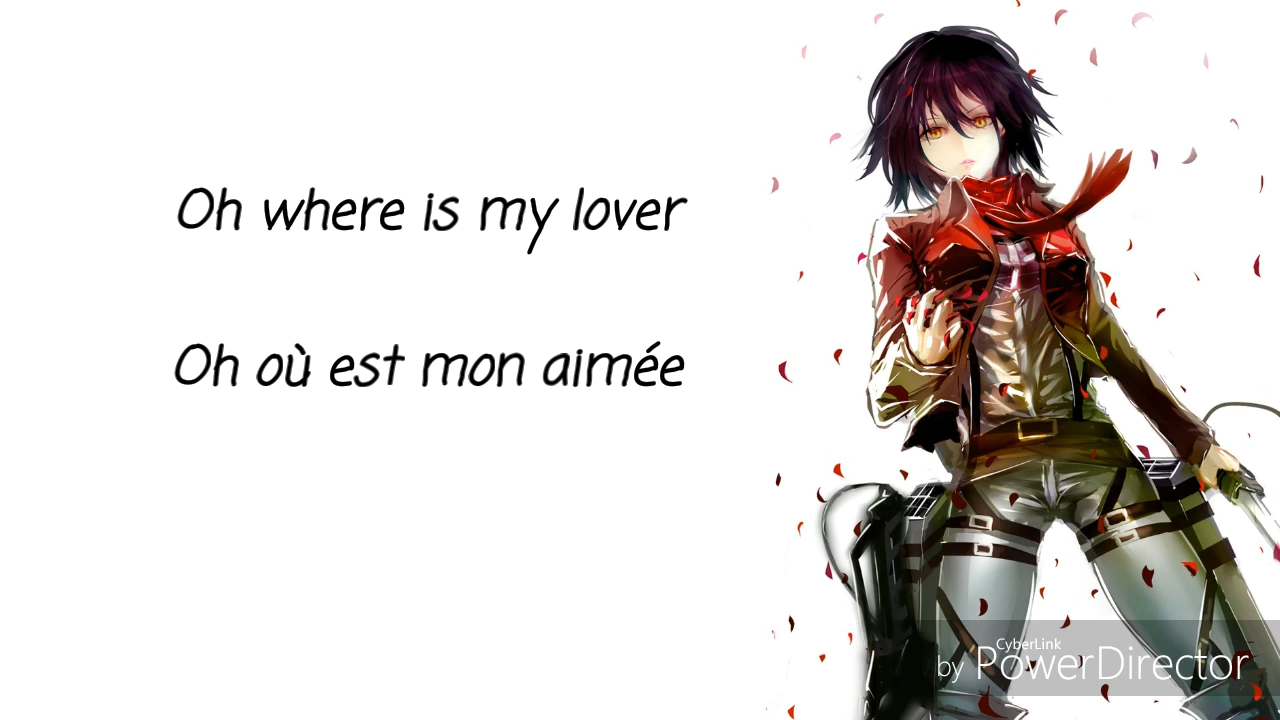 Oh where is my lover
Oh où est mon aimée
CyberLink
by PowerDirector